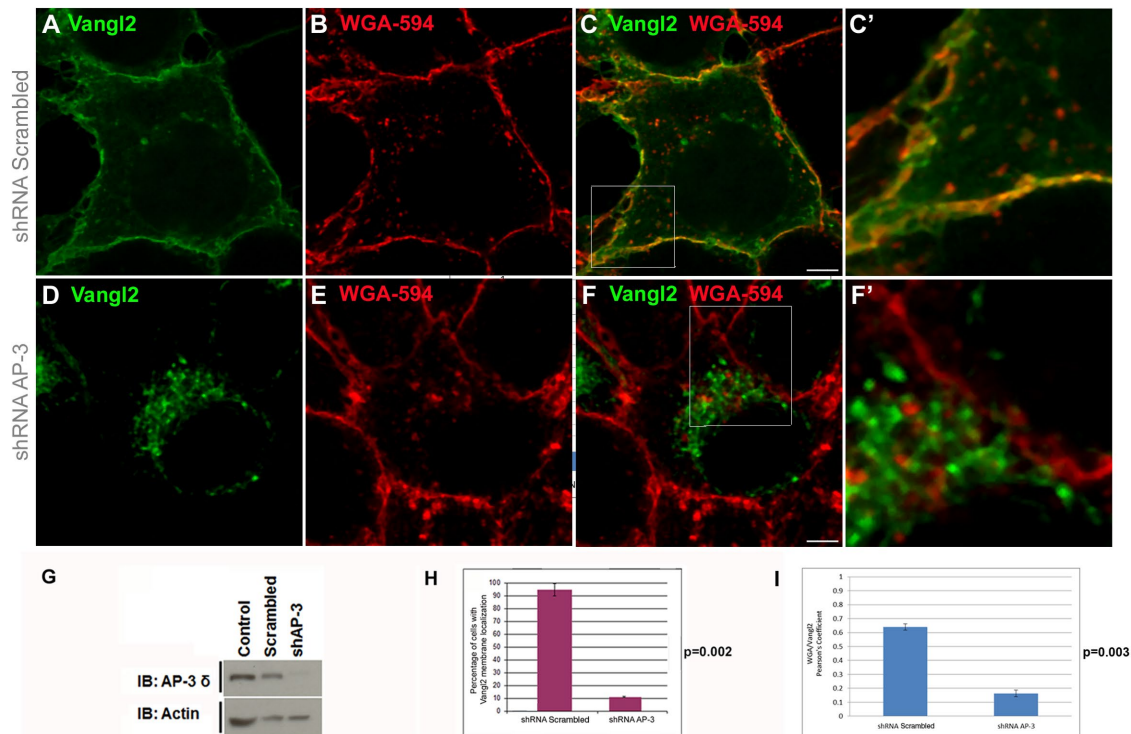 shRNA Scrambled
A Vangl2
B WGA-594
C Vangl2 WGA-594
C’
shRNA AP-3
D Vangl2
E WGA-594
F Vangl2 WGA-594
F’
G
Control
Scrambled
shAP-3
IB: AP-3 δ
IB: Actin
H
Percentage of cells with
Vangl2 membrane localization
100
90
80
70
60
50
40
30
20
10
0
shRNA Scrambled
shRNA AP-3
p=0.002
I
WGA/Vangl2
Pearson's Coefficient
1
0.9
0.8
0.7
0.6
0.5
0.4
0.3
0.2
0.1
0
shRNA Scrambled
shRNA AP-3
p=0.003